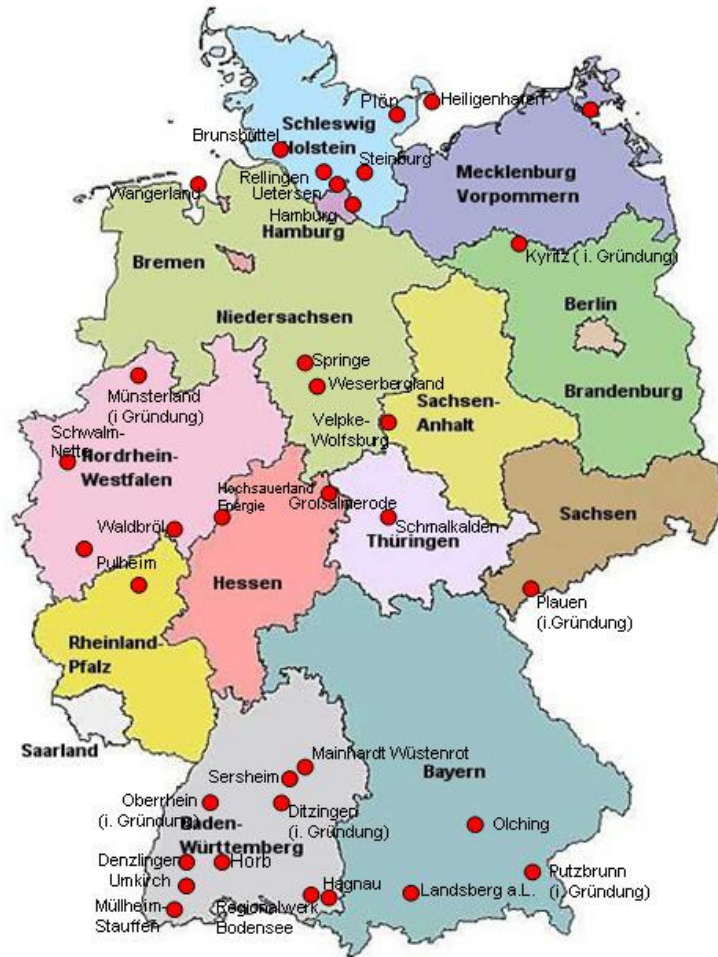 Plön
Heiligenhafen
Schleswig
Holstein
Brunsbüttel
Steinburg
Rellingen
Mecklenburg
Vorpommern
Wangerland
Uetersen
Hamburg
Hamburg
Bremen
Kyritz ( i. Gründung)
Berlin
Niedersachsen
Springe
Weserbergland
Münsterland
(i Gründung)
Sachsen-
Anhalt
Brandenburg
Velpke-
Wolfsburg
Schwalm-
Nette
Nordrhein-
Westfalen
Hochsauerland
Energie
Großalmerode
Waldbröl
Schmalkalden
Sachsen
Thüringen
Pulheim
Hessen
Plauen
(i.Gründung)
Rheinland-
Pfalz
Saarland
Mainhardt Wüstenrot
Bayern
Sersheim
Oberrhein
(i. Gründung)
Ditzingen
(i. Gründung)
Baden-
Württemberg
Olching
Denzlingen
Horb
Putzbrunn
(i. Gründung)
Umkirch
Hagnau
Landsberg a.L.
Müllheim-
Stauffen
Regionalwerk
Bodensee